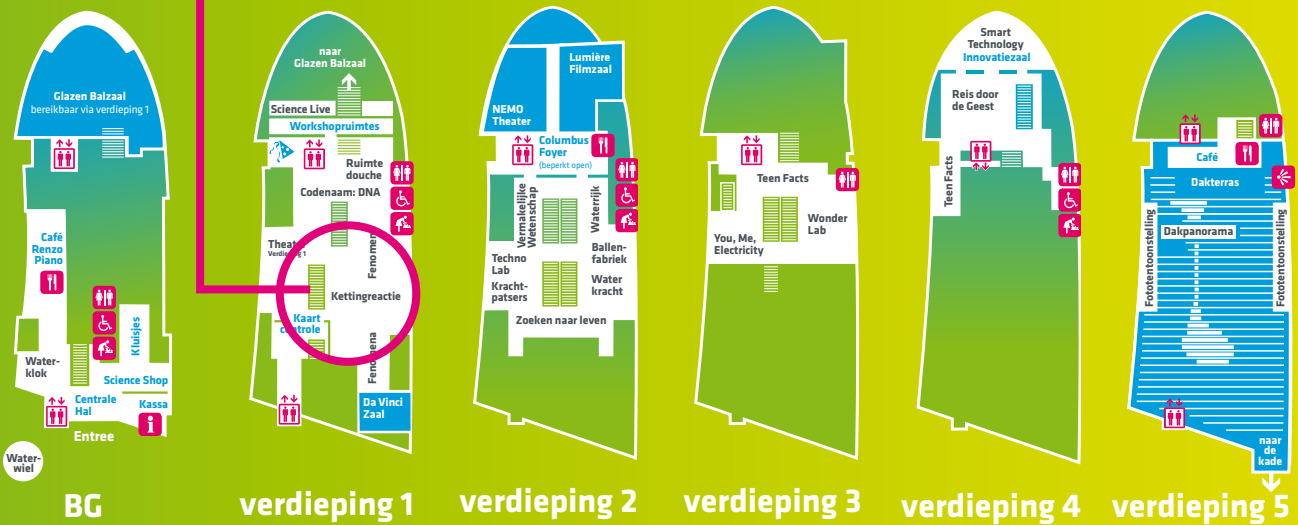 Glazen Balzaal
bereikbaar via verdieping 1
Café
Renzo
Piano
Kluisjes
Water-
klok
Science Shop
Centrale
Hal
Kassa
Entree
Water-
wiel
BG
naar
Glazen Balzaal
Science Live
Workshopruimtes
Ruimte
douche
Codenaam: DNA
Verdieping 1
Kettingreactie
Kaart
controle
Fenomena
Da Vinci
Zaal
verdieping 1
Lumière
Filmzaal
NEMO
Theater
Columbus
Foyer
(beperkt open)
Vermakelijke
Wetenschap
Waterrijk
Techno
Lab
Ballen-
fabriek
Kracht-
patsers
Water
kracht
Zoeken naar leven
verdieping 2
Teen Facts
Wonder
Lab
You, Me,
Electricity
verdieping 3
Smart
Technology
Innovatiezaal
Reis door
de Geest
Teen Facts
verdieping 4
Café
Dakterras
Dakpanorama
Fototentoonstelling
Fototentoonstelling
naar
de
kade
verdieping 5